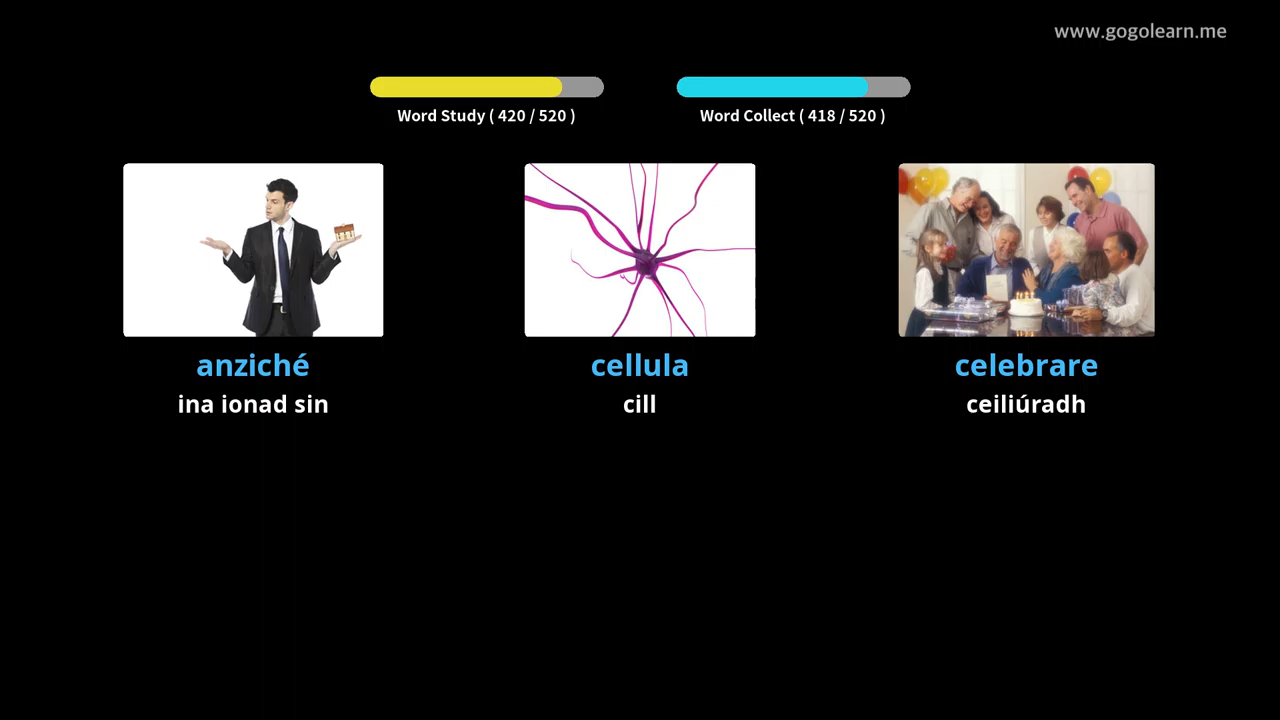 www.gogolearn.me
Word Study ( 420 / 520 )
Word Collect ( 418 / 520 )
anziché
cellula
celebrare
ina ionad sin
cill
ceiliúradh